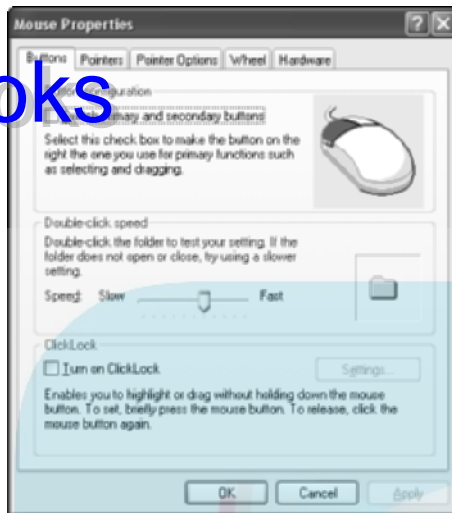 Mouse Properties
Buttons Pointers Pointer Options Wheel Hardware
oks
Button configuration
primary and secondary buttons
Select this check box to make the button on the
right the one you use for primary functions such
as selecting and dragging.
Double-click speed
Double-click the folder to test your setting. If the
folder does not open or close, try using a slower
setting.
Speed: Slow Fast
ClickLock
Turn on ClickLock Settings...
Enables you to highlight or drag without holding down the mouse
button. To set, briefly press the mouse button. To release, click the
mouse button again.
OK Cancel Apply